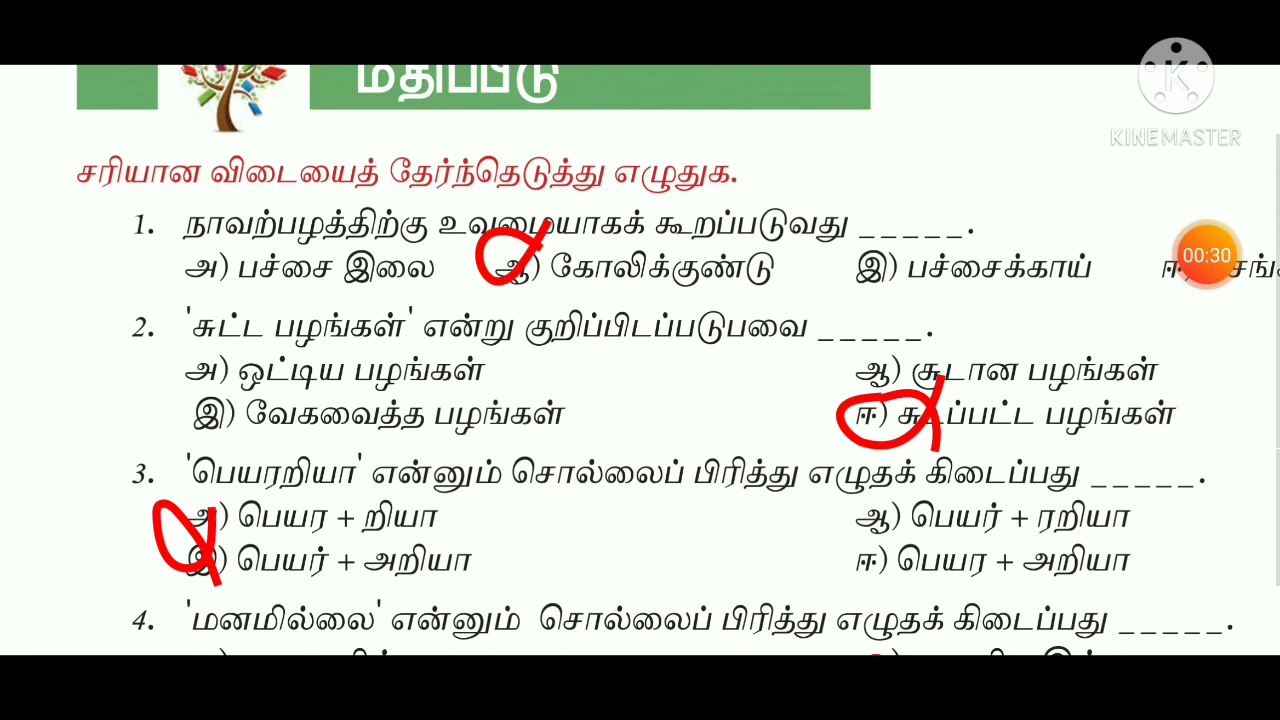 மதிப்பீடு
KINEMASTER
சரியான விடையைத் தேர்ந்தெடுத்து எழுதுக.
1. நாவற்பழத்திற்கு உவமையாகக் கூறப்படுவது _____.
அ) பச்சை இலை ஆ) கோலிக்குண்டு இ) பச்சைக்காய்
00:30
2. 'சுட்ட பழங்கள்' என்று குறிப்பிடப்படுபவை _____.
அ) ஒட்டிய பழங்கள் ஆ) சூடான பழங்கள்
இ) வேகவைத்த பழங்கள் ஈ) சுடப்பட்ட பழங்கள்
3. 'பெயரறியா' என்னும் சொல்லைப் பிரித்து எழுதக் கிடைப்பது _____.
அ) பெயர + றியா ஆ) பெயர் + ரறியா
இ) பெயர் + அறியா ஈ) பெயர + அறியா
4. 'மனமில்லை' என்னும் சொல்லைப் பிரித்து எழுதக் கிடைப்பது _____.